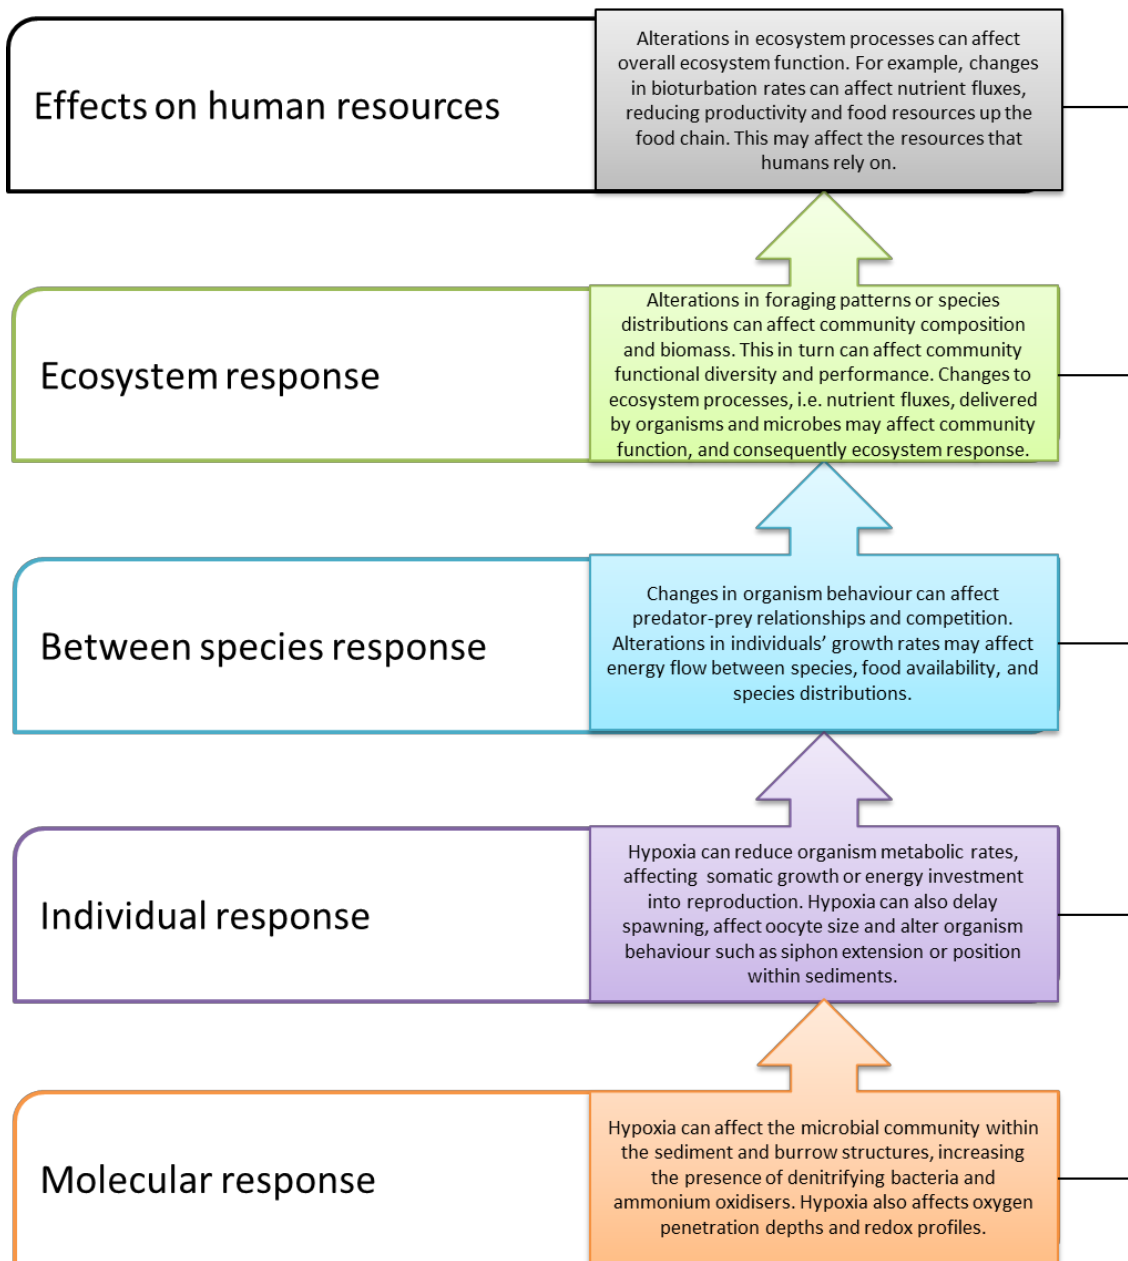 Effects on human resources
Alterations in ecosystem processes can affect
overall ecosystem function. For example, changes
in bioturbation rates can affect nutrient fluxes,
reducing productivity and food resources up the
food chain. This may affect the resources that
humans rely on.
Ecosystem response
Alterations in foraging patterns or species
distributions can affect community composition
and biomass. This in turn can affect community
functional diversity and performance. Changes to
ecosystem processes, i.e. nutrient fluxes, delivered
by organisms and microbes may affect community
function, and consequently ecosystem response.
Between species response
Changes in organism behaviour can affect
predator-prey relationships and competition.
Alterations in individuals’ growth rates may affect
energy flow between species, food availability, and
species distributions.
Individual response
Hypoxia can reduce organism metabolic rates,
affecting somatic growth or energy investment
into reproduction. Hypoxia can also delay
spawning, affect oocyte size and alter organism
behaviour such as siphon extension or position
within sediments.
Molecular response
Hypoxia can affect the microbial community within
the sediment and burrow structures, increasing
the presence of denitrifying bacteria and
ammonium oxidisers. Hypoxia also affects oxygen
penetration depths and redox profiles.